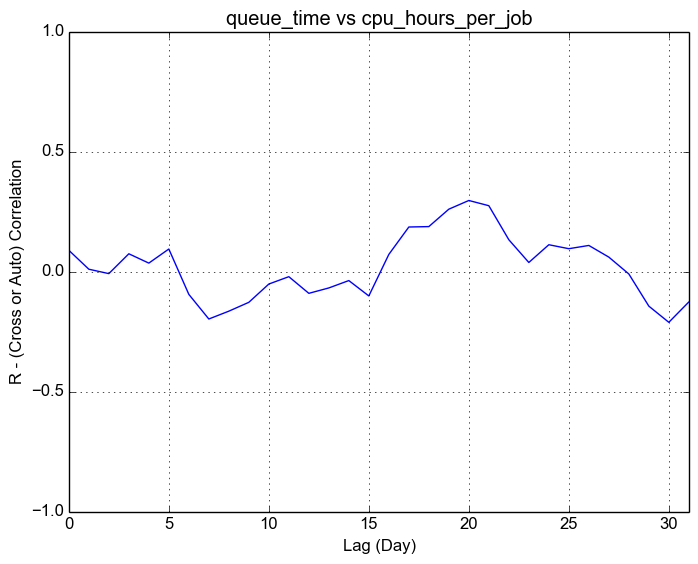 queue_time vs cpu_hours_per_job
1.0
0.5
0.0
−0.5
−1.0
R - (Cross or Auto) Correlation
0 5 10 15 20 25 30
Lag (Day)